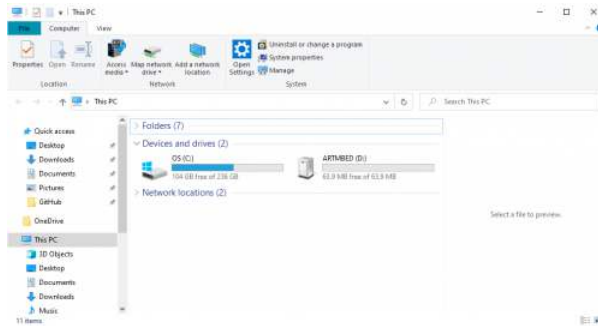 This PC
File Computer View
Properties Open Rename Access media Map network drive Add a network location Open Settings Uninstall or change a program
System properties
Manage
Location Network System
This PC Search This PC
Quick access
Desktop
Downloads
Documents
Pictures
GitHub
OneDrive
This PC
3D Objects
Desktop
Documents
Downloads
Music
Folders (7)
Devices and drives (2)
OS (C:) ARTMBED (D:)
104 GB free of 236 GB 63.9 MB free of 63.9 MB
Network locations (2)
Select a file to preview.
11 items